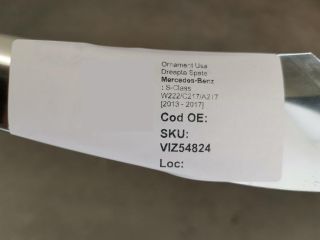 Ornament Usa
Dreapta Spate
Mercedes-Benz
: S-Class
W222/C217/A217
[2013 - 2017]
Cod OE:
SKU:
VIZ54824
Loc: